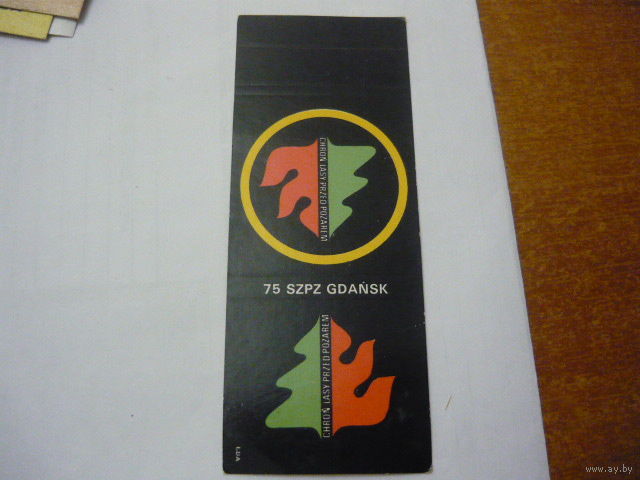 CHROŃ LASY PRZED POŻAREM
75 SZPZ GDAŃSK
CHROŃ LASY PRZED POŻAREM
www.ay.by